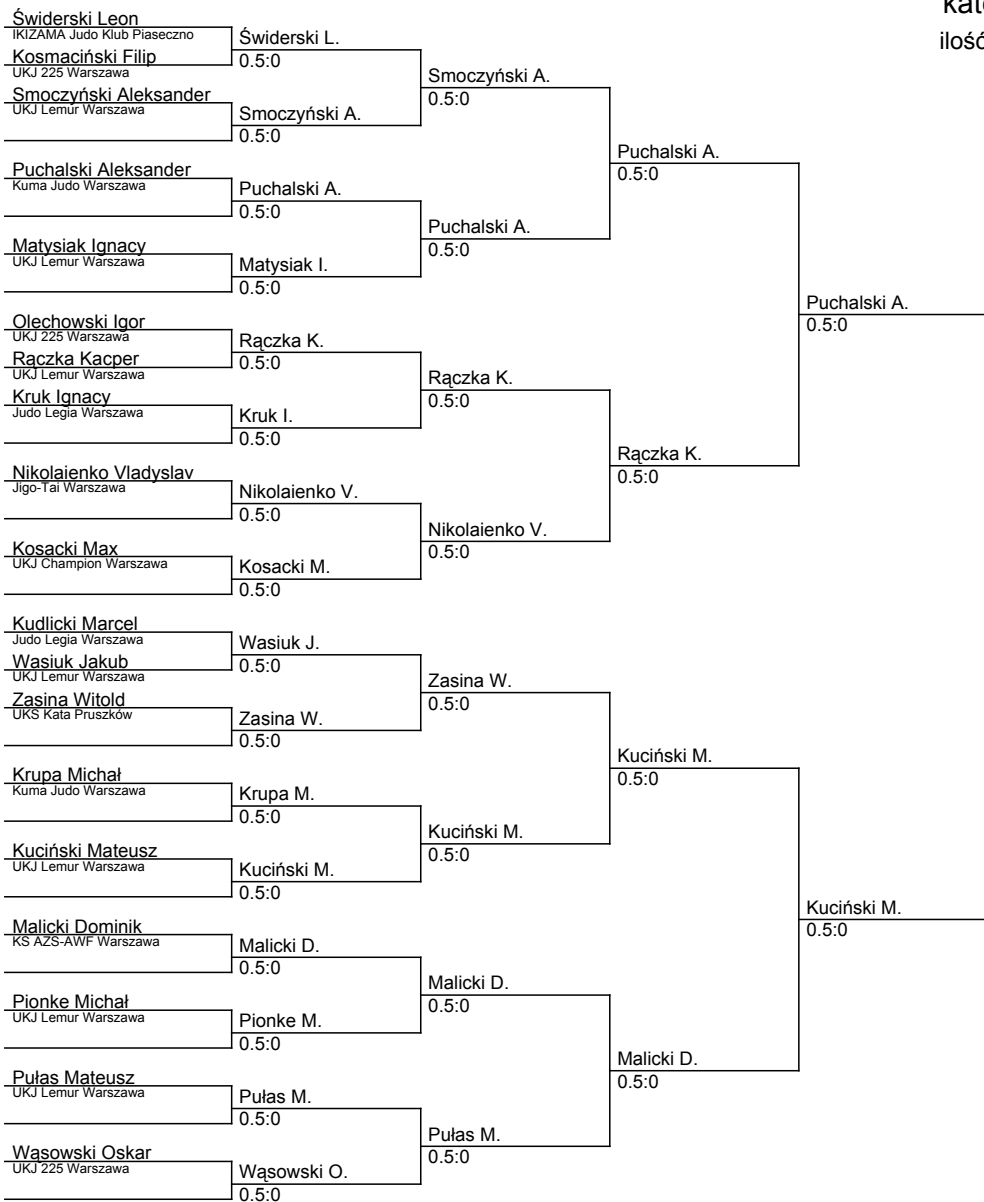 kate
ilość
Świderski Leon
IKIZAMA Judo Klub Piaseczno
Kosmaciński Filip
UKJ 225 Warszawa
Smoczyński Aleksander
UKJ Lemur Warszawa
Puchalski Aleksander
Kuma Judo Warszawa
Matysiak Ignacy
UKJ Lemur Warszawa
Olechowski Igor
UKJ 225 Warszawa
Rączka Kacper
UKJ Lemur Warszawa
Kruk Ignacy
Judo Legia Warszawa
Nikolaienko Vladyslav
Jigo-Tai Warszawa
Kosacki Max
UKJ Champion Warszawa
Kudlicki Marcel
Judo Legia Warszawa
Wasiuk Jakub
UKJ Lemur Warszawa
Zasina Witold
UKS Kata Pruszków
Krupa Michał
Kuma Judo Warszawa
Kuciński Mateusz
UKJ Lemur Warszawa
Malicki Dominik
KS AZS-AWF Warszawa
Pionke Michał
UKJ Lemur Warszawa
Pułas Mateusz
UKJ Lemur Warszawa
Wąsowski Oskar
UKJ 225 Warszawa
Świderski L.
0.5:0
Smoczyński A.
0.5:0
Puchalski A.
0.5:0
Matysiak I.
0.5:0
Rączka K.
0.5:0
Kruk I.
0.5:0
Nikolaienko V.
0.5:0
Kosacki M.
0.5:0
Wasiuk J.
0.5:0
Zasina W.
0.5:0
Krupa M.
0.5:0
Kuciński M.
0.5:0
Malicki D.
0.5:0
Pionke M.
0.5:0
Pułas M.
0.5:0
Wąsowski O.
0.5:0
Smoczyński A.
0.5:0
Puchalski A.
0.5:0
Rączka K.
0.5:0
Nikolaienko V.
0.5:0
Zasina W.
0.5:0
Kuciński M.
0.5:0
Malicki D.
0.5:0
Pułas M.
0.5:0
Puchalski A.
0.5:0
Rączka K.
0.5:0
Kuciński M.
0.5:0
Malicki D.
0.5:0
Puchalski A.
0.5:0
Kuciński M.
0.5:0